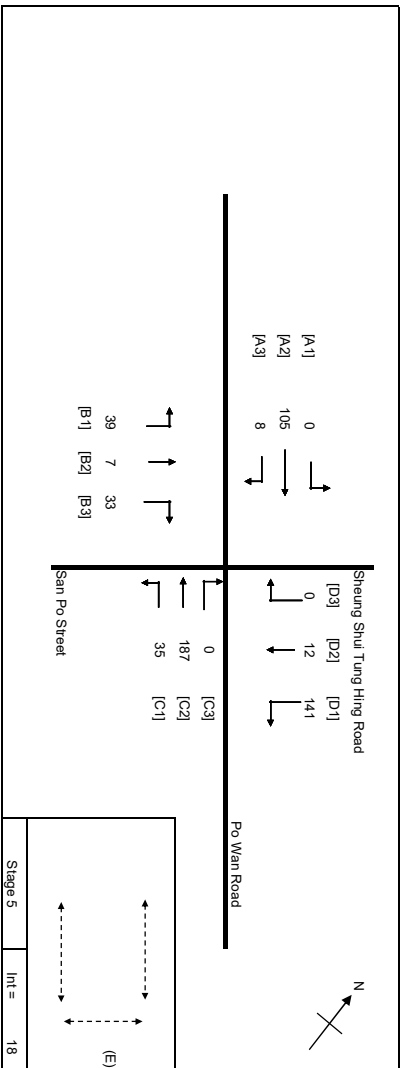 Sheung Shui Tung Hing Road
N
[D3] [D2] [D1]
[A1] 0
0 12 141
[A2] 105
[A3] 8
Po Wan Road
0 [C3]
187 [C2]
35 [C1]
39 7 33
[B1] [B2] [B3]
San Po Street
(E)
Stage 5 Int = 18